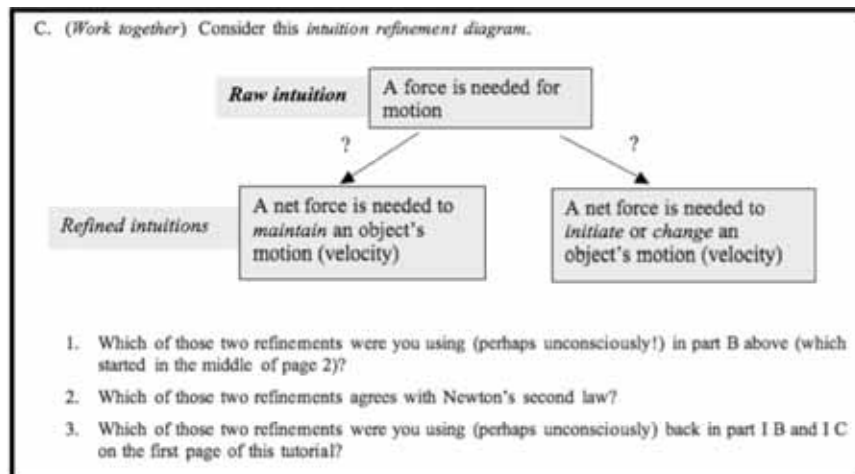 C. (Work together) Consider this intuition refinement diagram.
Raw intuition
A force is needed for
motion
?
?
Refined intuitions
A net force is needed to
maintain an object's
motion (velocity)
A net force is needed to
initiate or change an
object's motion (velocity)
1. Which of those two refinements were you using (perhaps unconsciously!) in part B above (which
started in the middle of page 2)?
2. Which of those two refinements agrees with Newton's second law?
3. Which of those two refinements were you using (perhaps unconsciously) back in part I B and I C
on the first page of this tutorial?